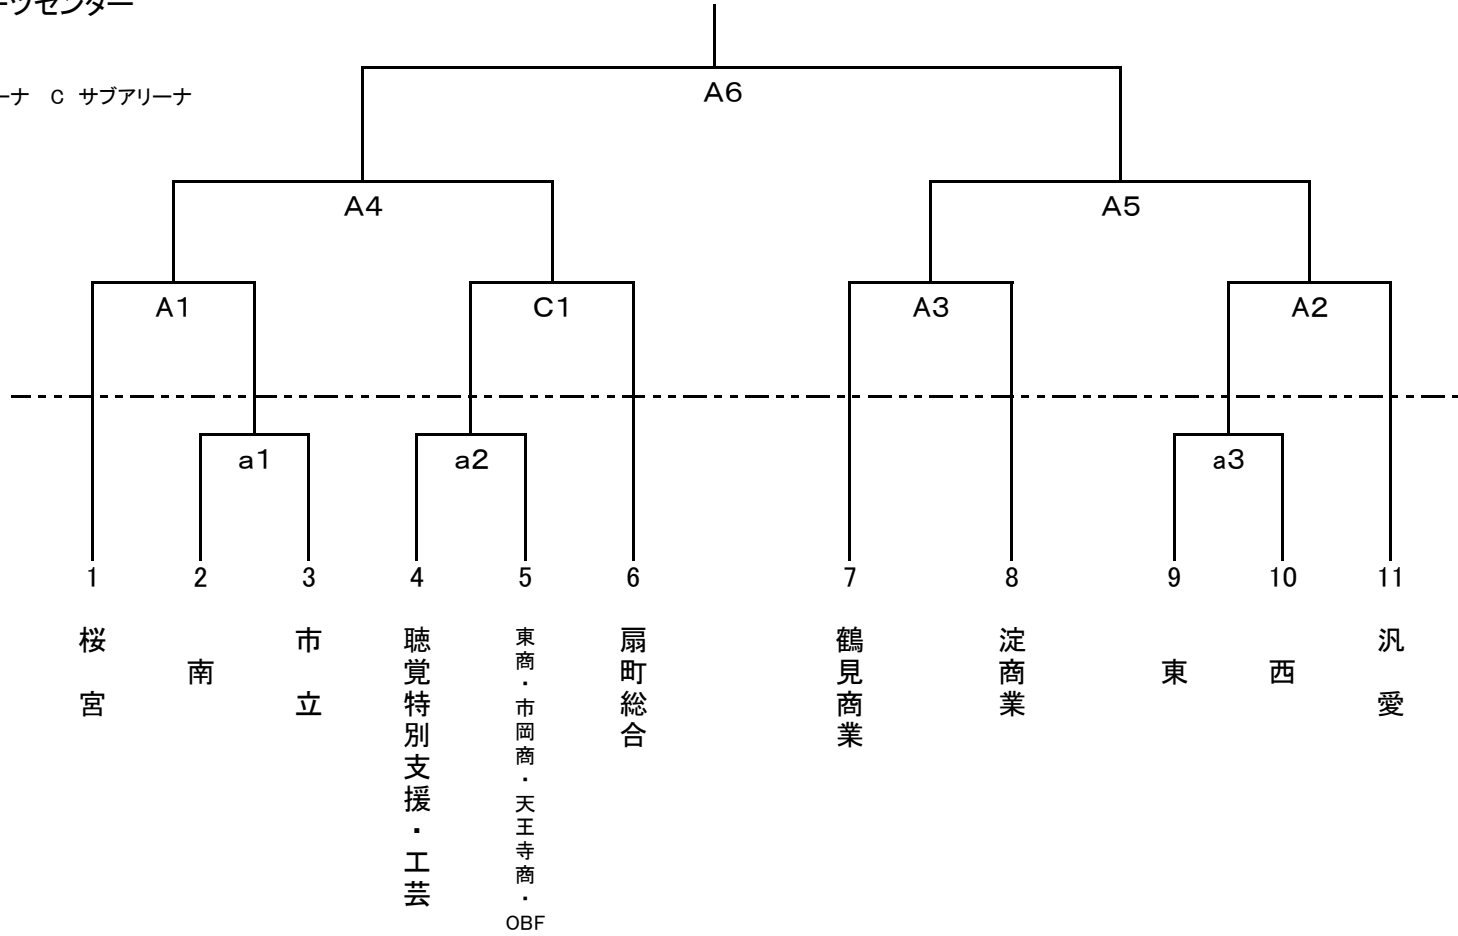 ーツセンター
ーナ C サブアリーナ
A6
A4
A5
A1
C1
A3
A2
a1
a2
a3
1
2
3
4
5
6
7
8
9
10
11
桜宮
南
市立
聴覚特別支援・工芸
東商・市岡商・天王寺商・OBF
扇町総合
鶴見商業
淀商業
東
西
汎愛